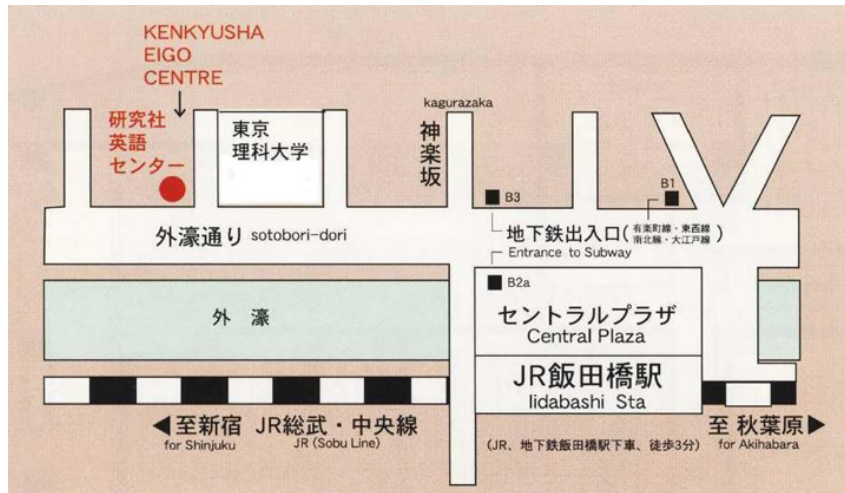 KENKYUSHA
EIGO
CENTRE
研究社
英語
センター
東京
理科大学
kagurazaka
神楽坂
B3
B1
外濠通り sotobori-dori
地下鉄出入口(有楽町線・東西線
南北線・大江戸線)
Entrance to Subway
B2a
外 濠
セントラルプラザ
Central Plaza
JR飯田橋駅
Iidabashi Sta
◀至新宿 JR総武・中央線
for Shinjuku JR (Sobu Line)
(JR、地下鉄飯田橋駅下車、徒歩3分)
至 秋葉原▶
for Akihabara